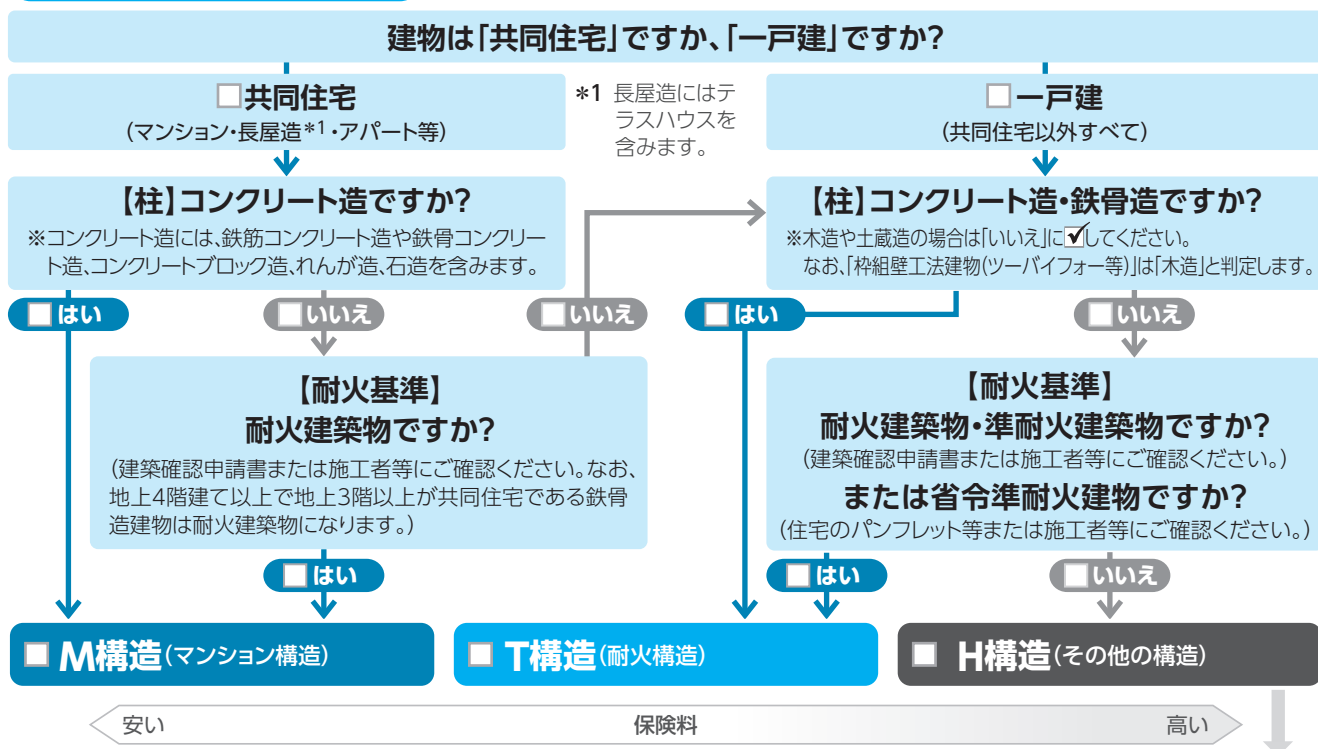 建物は「共同住宅」ですか、「一戸建」ですか?
共同住宅
(マンション・長屋造*1・アパート等)
*1 長屋造にはテ
ラスハウスを
含みます。
一戸建
(共同住宅以外すべて)
【柱】コンクリート造ですか?
※コンクリート造には、鉄筋コンクリート造や鉄骨コンクリー
ト造、コンクリートブロック造、れんが造、石造を含みます。
【柱】コンクリート造・鉄骨造ですか?
※木造や土蔵造の場合は「いいえ」に✔してください。
なお、「枠組壁工法建物(ツーバイフォー等)」は「木造」と判定します。
はい
いいえ
いいえ
はい
いいえ
【耐火基準】
耐火建築物ですか?
(建築確認申請書または施工者等にご確認ください。なお、
地上4階建て以上で地上3階以上が共同住宅である鉄骨
造建物は耐火建築物になります。)
【耐火基準】
耐火建築物・準耐火建築物ですか?
(建築確認申請書または施工者等にご確認ください。)
または省令準耐火建物ですか?
(住宅のパンフレット等または施工者等にご確認ください。)
はい
はい
いいえ
M構造(マンション構造)
T構造(耐火構造)
H構造(その他の構造)
安い
保険料
高い